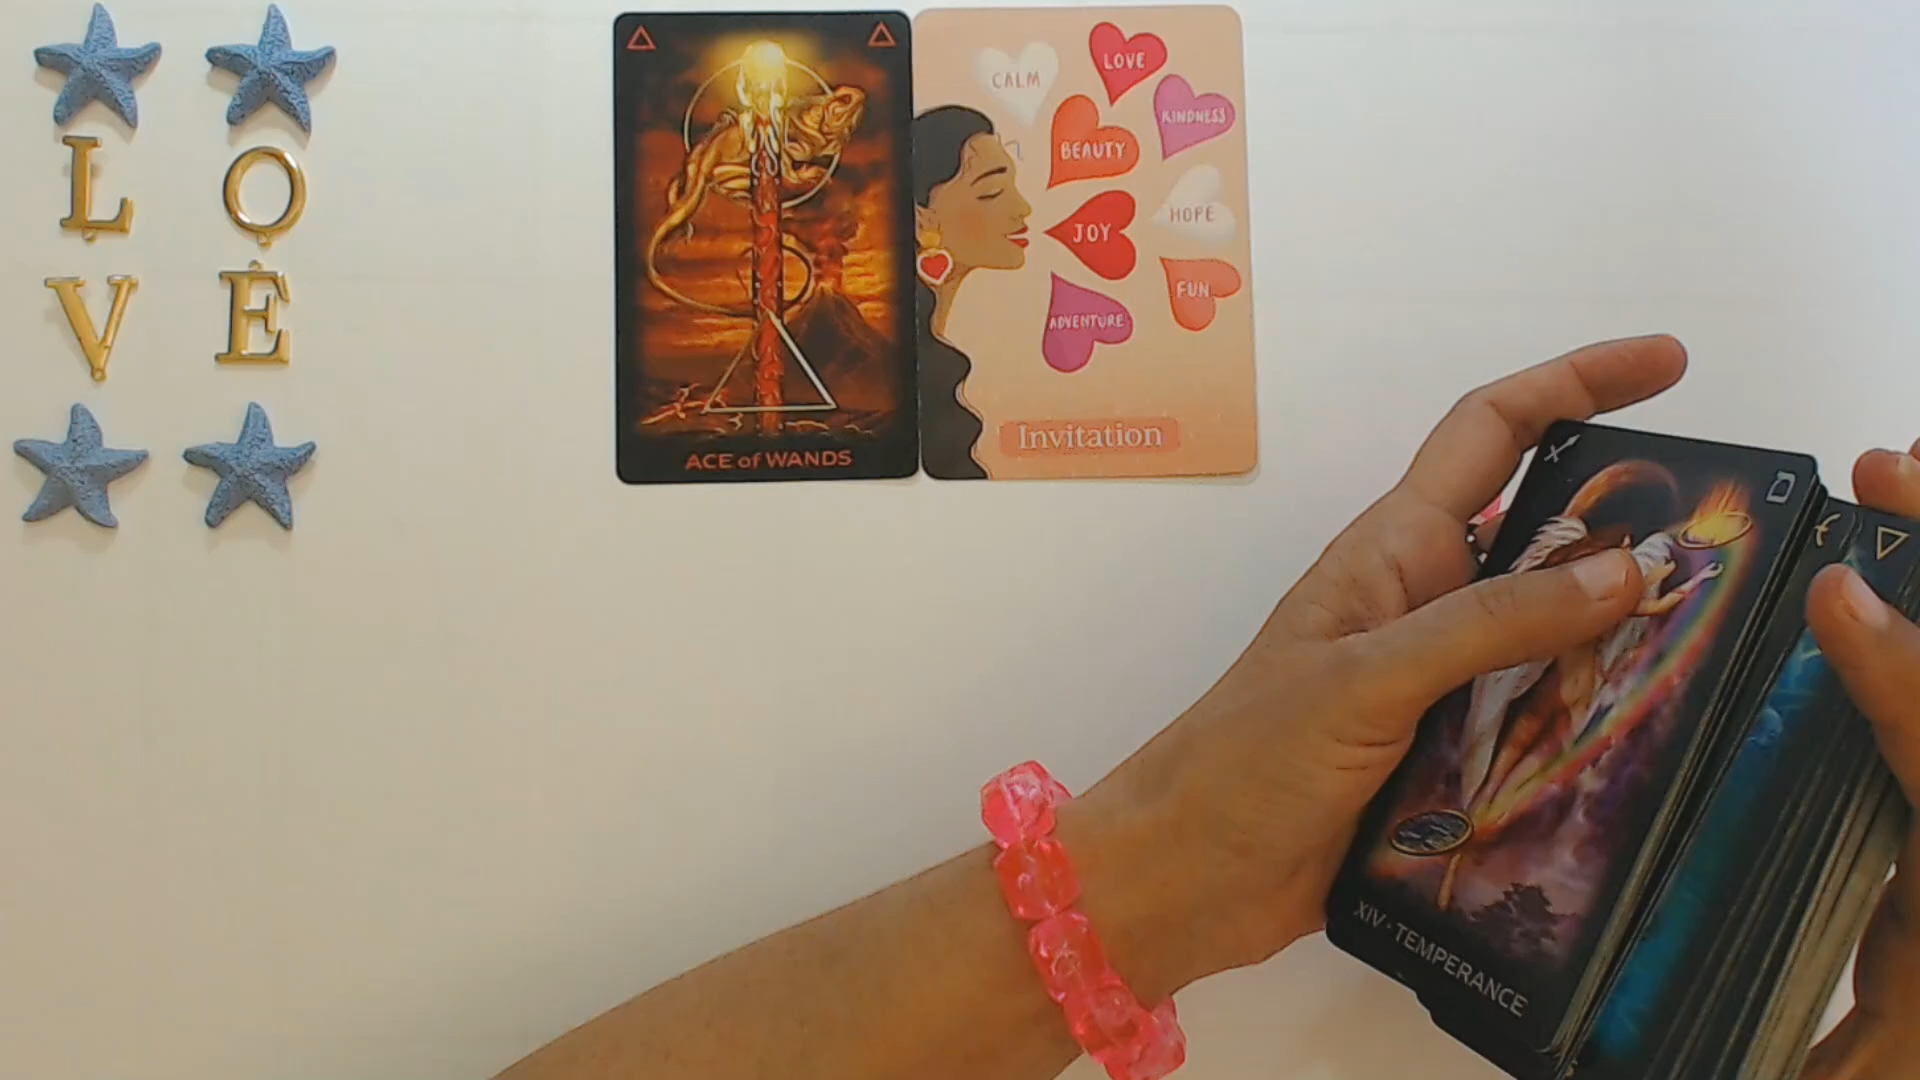 L O
V E
ACE of WANDS
CALM
LOVE
KINDNESS
BEAUTY
HOPE
JOY
FUN
ADVENTURE
Invitation
XIV · TEMPERANCE